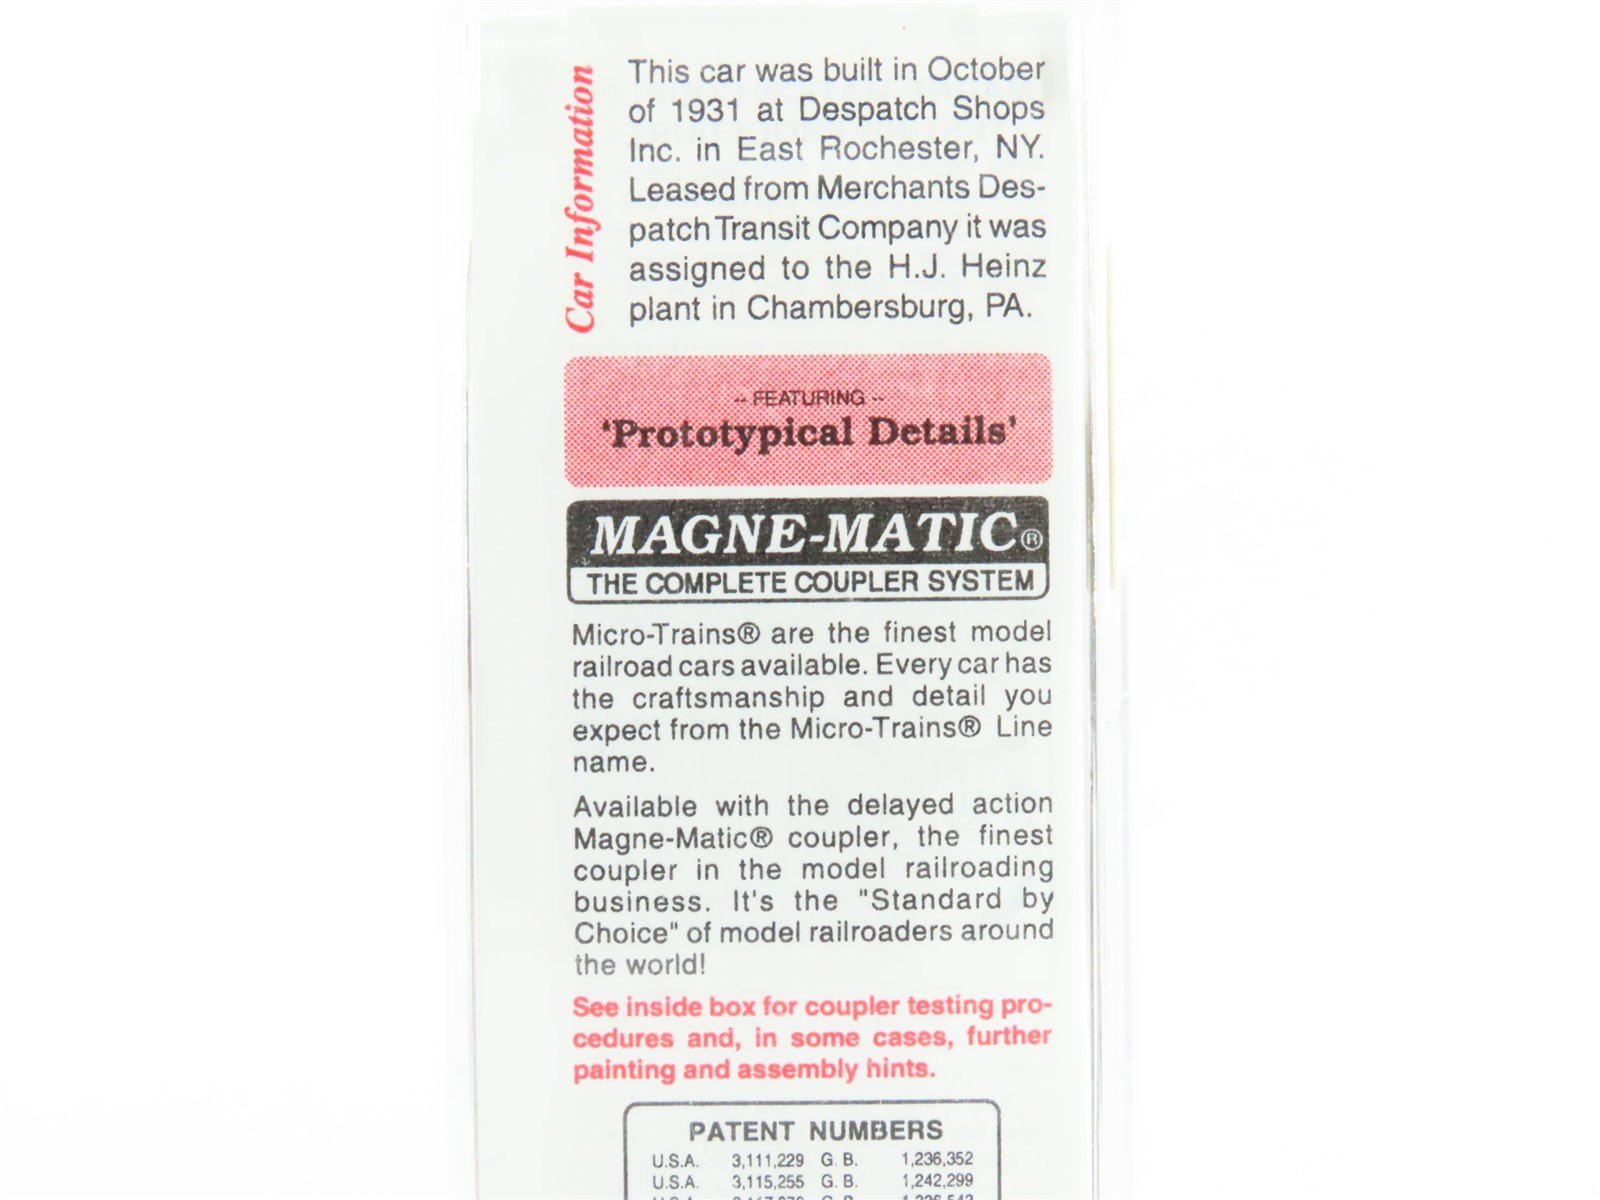 Car Information
This car was built in October
of 1931 at Despatch Shops
Inc. in East Rochester, NY.
Leased from Merchants Des-
patch Transit Company it was
assigned to the H.J. Heinz
plant in Chambersburg, PA.
-- FEATURING --
'Prototypical Details'
MAGNE-MATIC®
THE COMPLETE COUPLER SYSTEM
Micro-Trains® are the finest model
railroad cars available. Every car has
the craftsmanship and detail you
expect from the Micro-Trains® Line
name.
Available with the delayed action
Magne-Matic® coupler, the finest
coupler in the model railroading
business. It's the "Standard by
Choice" of model railroaders around
the world!
See inside box for coupler testing pro-
cedures and, in some cases, further
painting and assembly hints.
PATENT NUMBERS
U.S.A. 3,111,229 G. B. 1,236,352
U.S.A. 3,115,255 G. B. 1,242,299